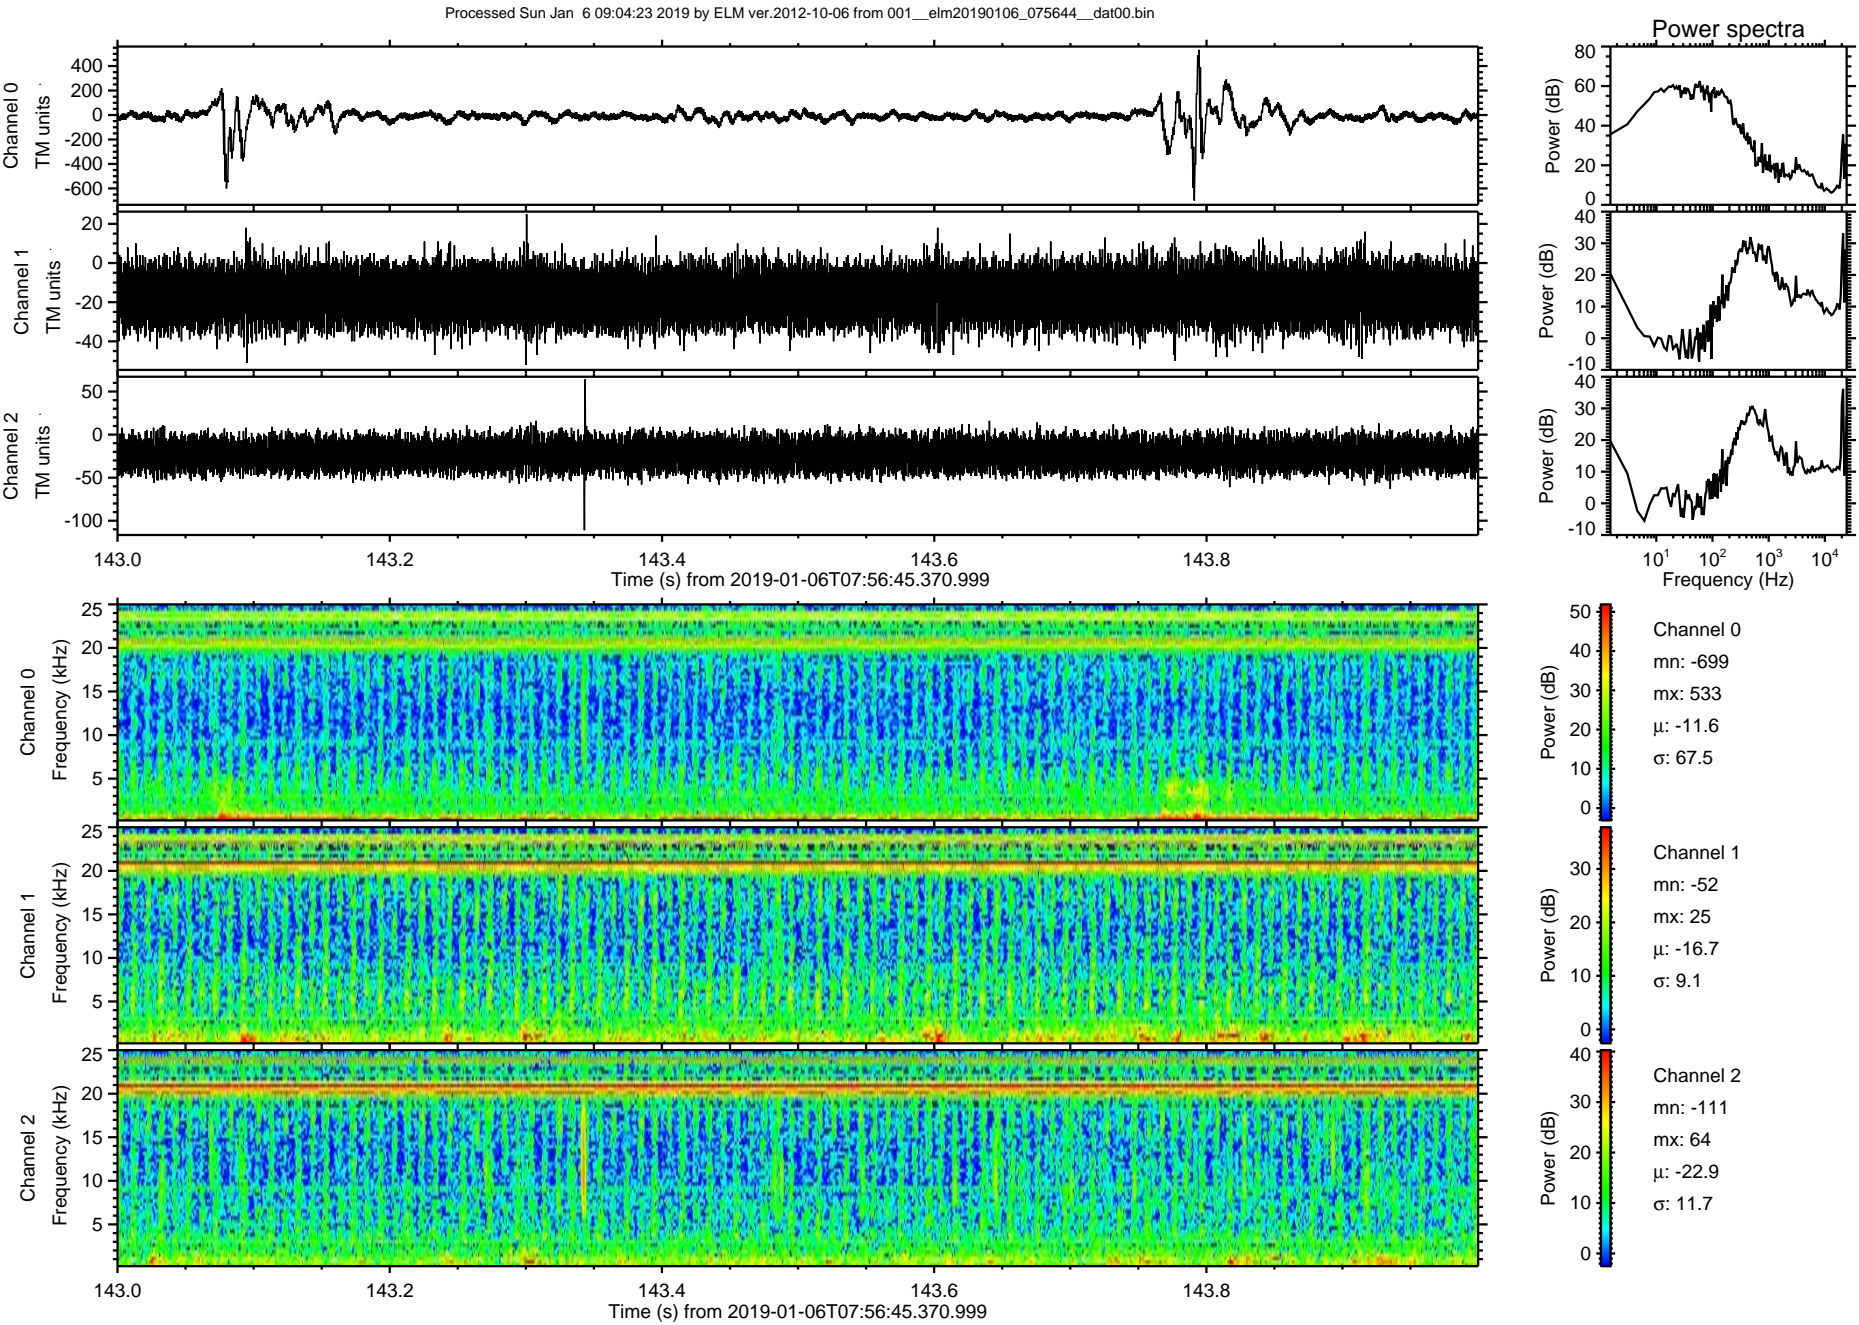 Processed Sun Jan  6 09:04:23 2019 by ELM ver.2012-10-06 from 001__elm20190106_075644__dat00.bin
Power spectra
Channel 0
TM units
400
200
0
-200
-400
-600
Power (dB)
80
60
40
20
0
Channel 1
TM units
20
0
-20
-40
Power (dB)
40
30
20
10
0
-10
Channel 2
TM units
50
0
-50
-100
Power (dB)
40
30
20
10
0
-10
143.0 143.2 143.4 143.6 143.8
Time (s) from 2019-01-06T07:56:45.370.999
10¹ 10² 10³ 10⁴
Frequency (Hz)
Channel 0
Frequency (kHz)
25
20
15
10
5
Power (dB)
50
40
30
20
10
0
Channel 0
mn: -699
mx: 533
μ: -11.6
σ: 67.5
Channel 1
Frequency (kHz)
25
20
15
10
5
Power (dB)
30
20
10
0
Channel 1
mn: -52
mx: 25
μ: -16.7
σ: 9.1
Channel 2
Frequency (kHz)
25
20
15
10
5
Power (dB)
40
30
20
10
0
Channel 2
mn: -111
mx: 64
μ: -22.9
σ: 11.7
143.0 143.2 143.4 143.6 143.8
Time (s) from 2019-01-06T07:56:45.370.999